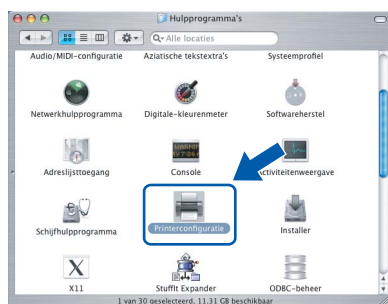 Hulpprogramma's
Alle locaties
Audio/MIDI-configuratie Aziatische tekstextra's Systeemprofiel
Netwerkhulpprogramma Digitale-kleurenmeter Softwareherstel
Adreslijsttoegang Console Activiteitenweergave
Schijfhulpprogramma Printerconfiguratie Installer
X11 StuffIt Expander ODBC-beheer
1 van 30 geselecteerd, 11,31 GB beschikbaar